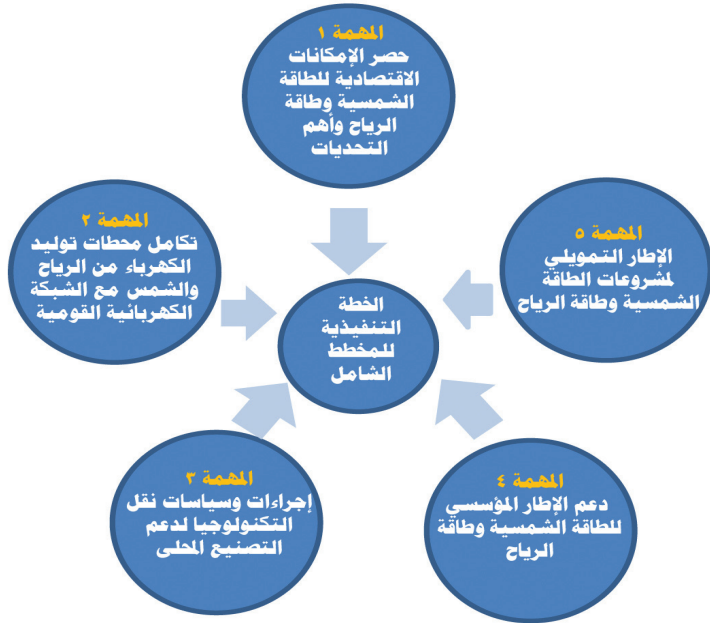 المهمة ١
حصر الإمكانات
الاقتصادية للطاقة
الشمسية وطاقة
الرياح وأهم
التحديات
المهمة ٢
تكامل محطات توليد
الكهرباء من الرياح
والشمس مع الشبكة
الكهربائية القومية
المهمة ٥
الإطار التمويلي
لمشروعات الطاقة
الشمسية وطاقة الرياح
الخطة
التنفيذية
للمخطط
الشامل
المهمة ٣
إجراءات وسياسات نقل
التكنولوجيا لدعم
التصنيع المحلى
المهمة ٤
دعم الإطار المؤسسي
للطاقة الشمسية وطاقة
الرياح